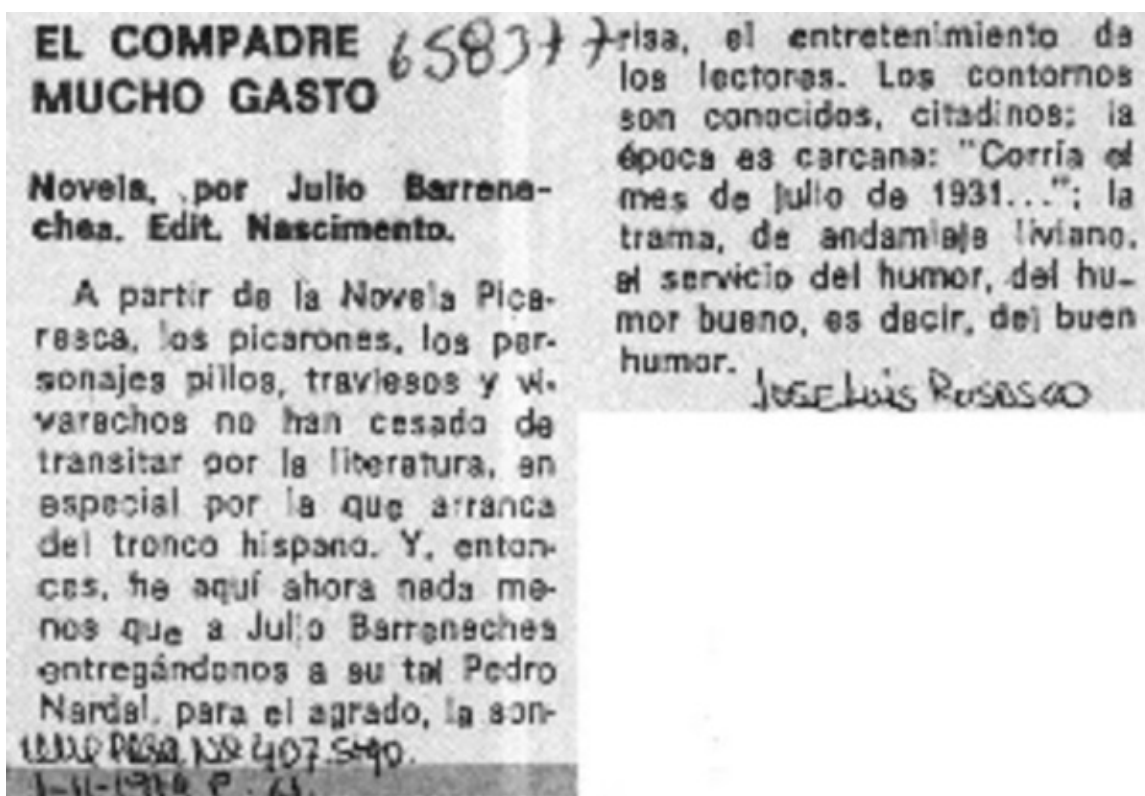 EL COMPADRE
MUCHO GASTO
658377
Novela, por Julio Barrene-
chea. Edit. Nascimento.
A partir de la Novela Pica-
resca, los picarones, los per-
sonajes pillos, traviesos y vi-
varachos no han cesado de
transitar por la literatura, en
especial por la que arranca
del tronco hispano. Y, enton-
ces, he aquí ahora nada me-
nos que a Julio Barrenechea
entregándonos a su tal Pedro
Nardal, para el agrado, la son-
risa, el entretenimiento de
los lectores. Los contornos
son conocidos, citadinos; la
época es cercana: "Corría el
mes de julio de 1931..."; la
trama, de andamiaje liviano,
al servicio del humor, del hu-
mor bueno, es decir, del buen
humor.
JOSE LUIS ROSASCO
407. Stgo.